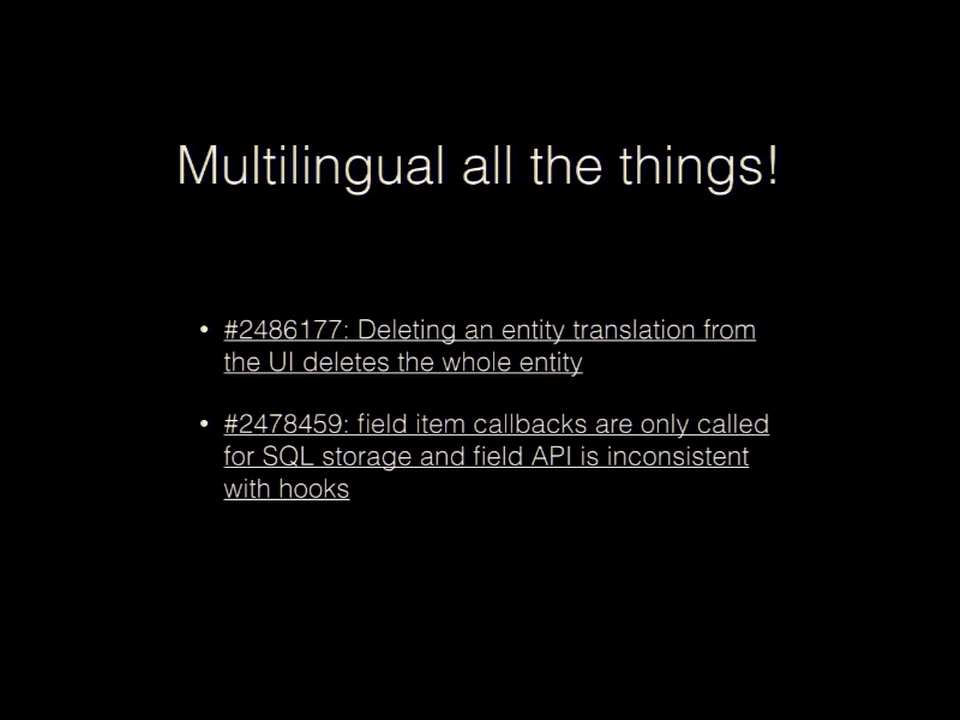 Multilingual all the things!
• #2486177: Deleting an entity translation from
the UI deletes the whole entity
• #2478459: field item callbacks are only called
for SQL storage and field API is inconsistent
with hooks